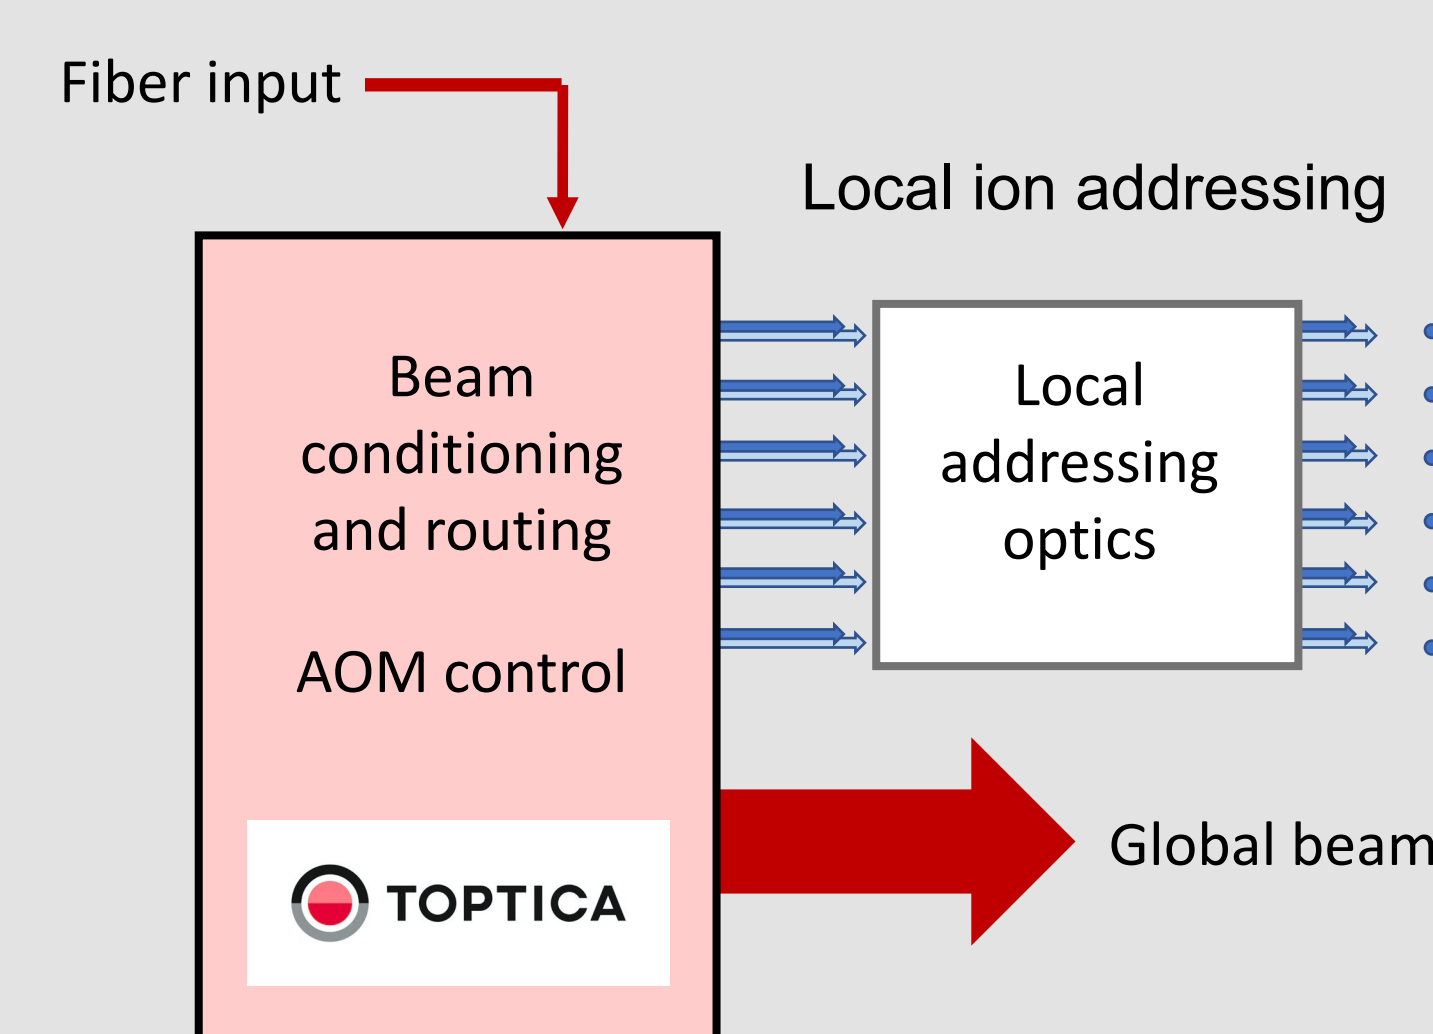 Fiber input
Local ion addressing
Beam
conditioning
and routing
AOM control
TOPTICA
Local
addressing
optics
Global beam